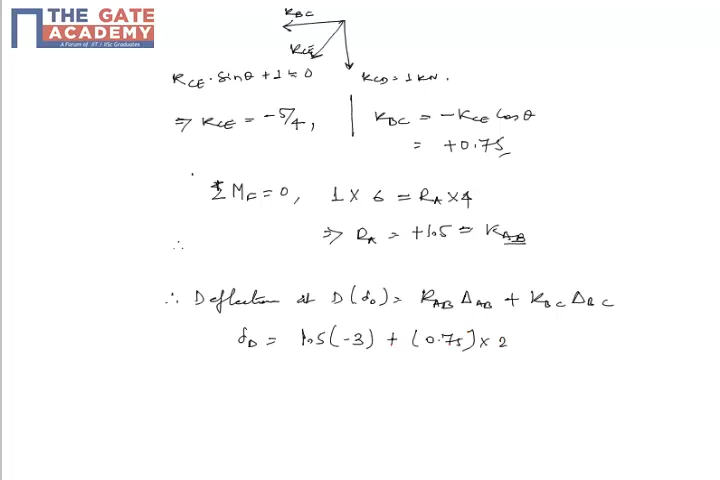 THE GATE
ACADEMY
A Forum of IIT / IISc Graduates
K_BC
K_CE
K_CE · sinθ + 1 = 0   K_CD = 1 KN.
⇒ K_CE = -5/4,   K_BC = -K_CE Cosθ
= +0.75
ΣM_F = 0,   1 × 6 = R_A × 4
⇒ R_A = +1.5 = K_AB
∴
∴ Deflection at D(δ_D) = K_AB Δ_AB + K_BC Δ_BC
δ_D = 1.5(-3) + (0.75) × 2